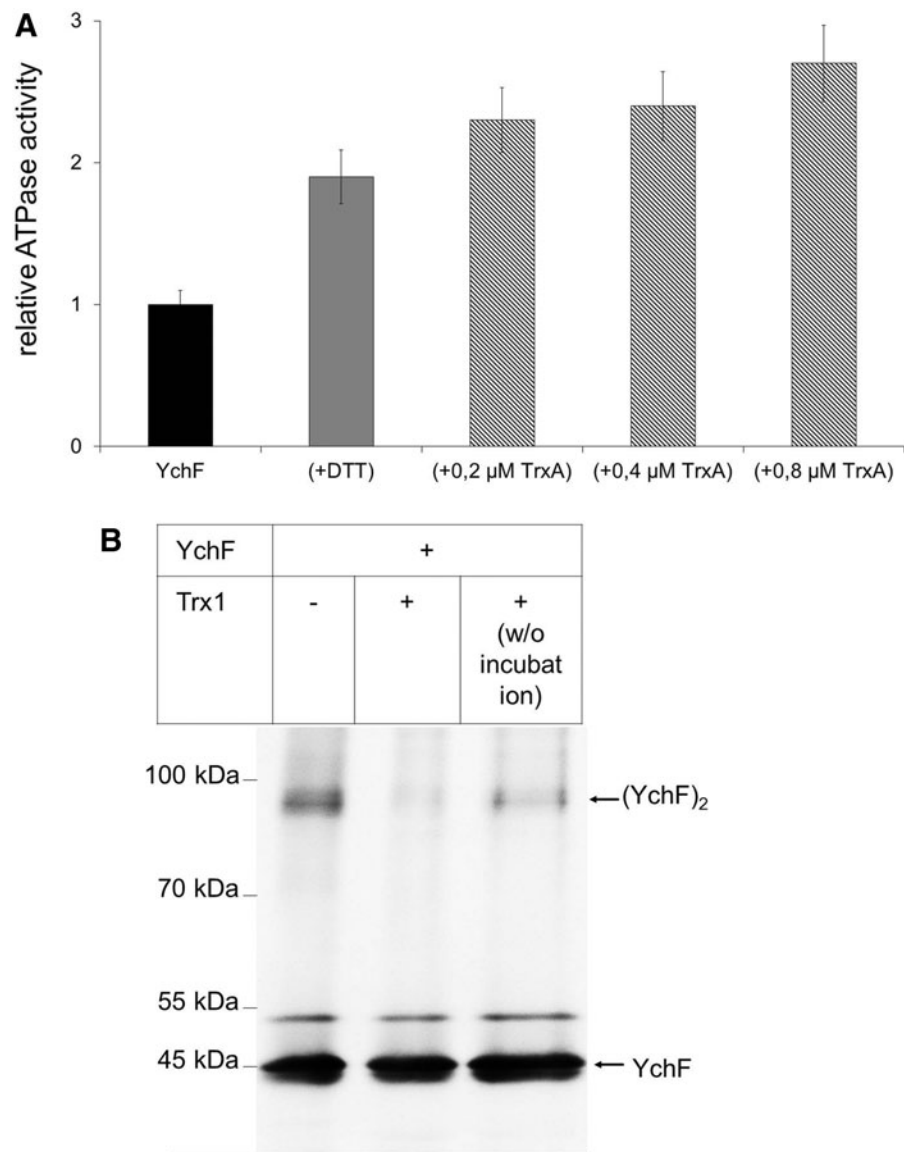 A
3
2
1
0
relative ATPase activity
YchF
(+DTT)
(+0,2 µM TrxA)
(+0,4 µM TrxA)
(+0,8 µM TrxA)
B
YchF
+
Trx1
-
+
+
(w/o
incubat
ion)
100 kDa
(YchF)₂
70 kDa
55 kDa
45 kDa
YchF